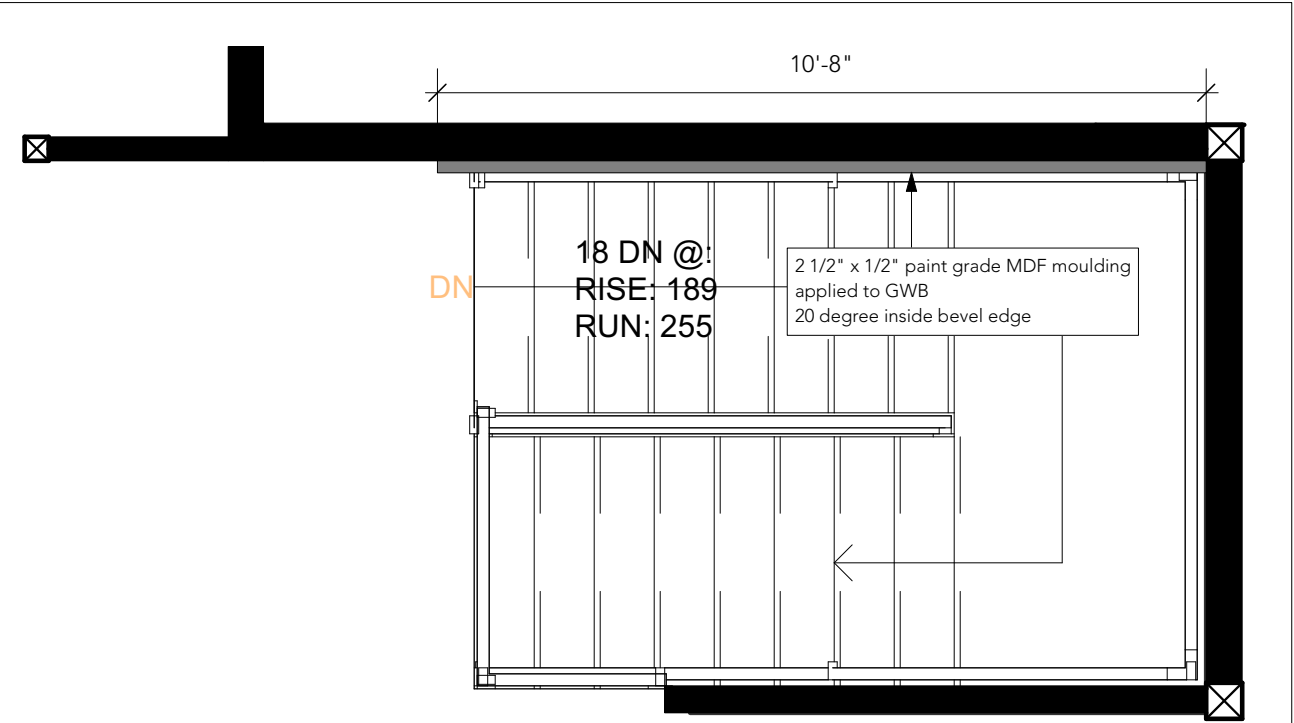 10'-8"
18 DN @:
RISE: 189
RUN: 255
DN
2 1/2" x 1/2" paint grade MDF moulding
applied to GWB
20 degree inside bevel edge